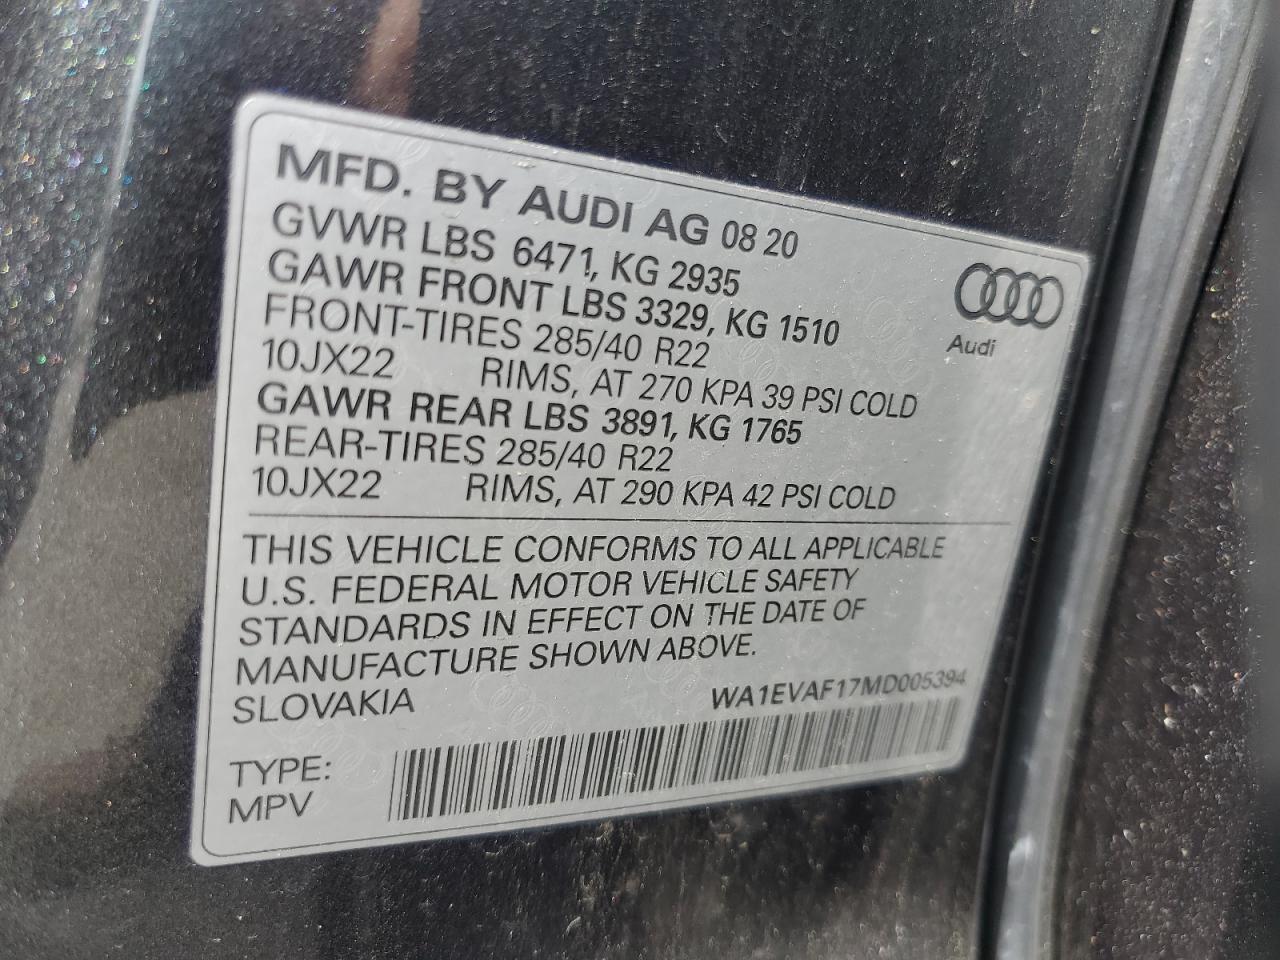 MFD. BY AUDI AG 08 20
GVWR LBS 6471, KG 2935
GAWR FRONT LBS 3329, KG 1510
FRONT-TIRES 285/40 R22
10JX22 RIMS, AT 270 KPA 39 PSI COLD
GAWR REAR LBS 3891, KG 1765
REAR-TIRES 285/40 R22
10JX22 RIMS, AT 290 KPA 42 PSI COLD
Audi
THIS VEHICLE CONFORMS TO ALL APPLICABLE
U.S. FEDERAL MOTOR VEHICLE SAFETY
STANDARDS IN EFFECT ON THE DATE OF
MANUFACTURE SHOWN ABOVE.
SLOVAKIA WA1EVAF17MD005394
TYPE:
MPV